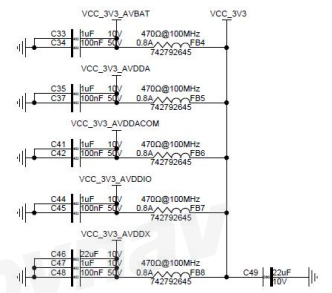 VCC_3V3_AVBAT VCC_3V3
C33 1uF 10V 470Ω@100MHz
C34 100nF 50V 0.8A FB4
742792645
VCC_3V3_AVDDA
C35 1uF 10V 470Ω@100MHz
C37 100nF 50V 0.8A FB5
742792645
VCC_3V3_AVDDACOM
C41 1uF 10V 470Ω@100MHz
C42 100nF 50V 0.8A FB6
742792645
VCC_3V3_AVDDIO
C44 1uF 10V 470Ω@100MHz
C45 100nF 50V 0.8A FB7
742792645
VCC_3V3_AVDDX
C46 22uF 10V
C47 1uF 10V 470Ω@100MHz
C48 100nF 50V 0.8A FB8
742792645
C49 22uF
10V